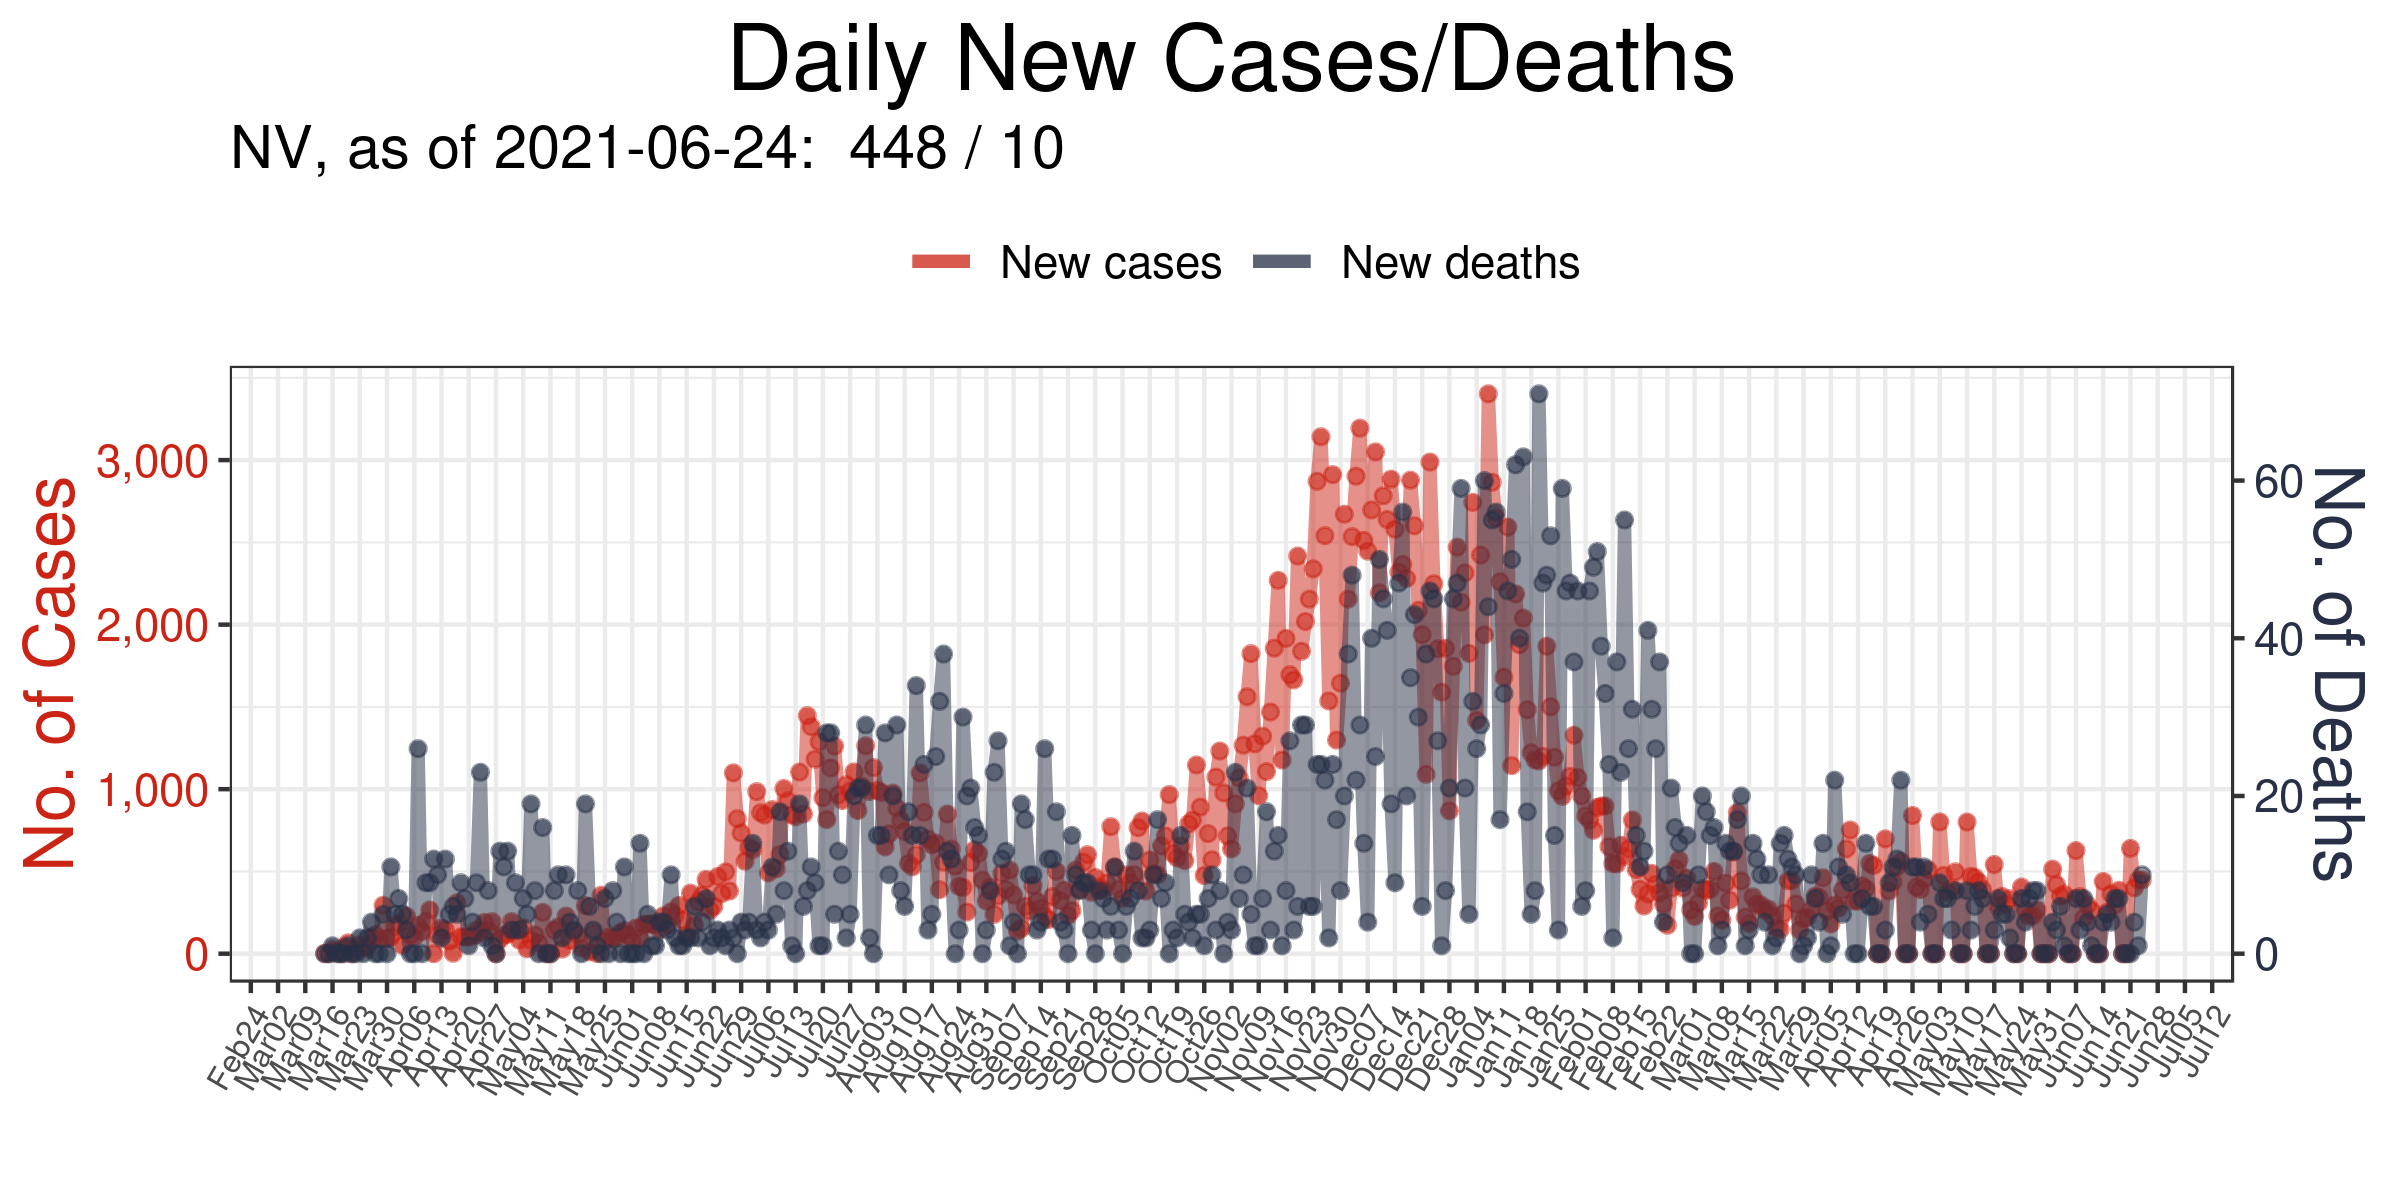 Daily New Cases/Deaths
NV, as of 2021-06-24:  448 / 10
New cases
New deaths
No. of Cases
3,000
2,000
1,000
0
60
40
20
0
No. of Deaths
Feb24
Mar02
Mar09
Mar16
Mar23
Mar30
Apr06
Apr13
Apr20
Apr27
May04
May11
May18
May25
Jun01
Jun08
Jun15
Jun22
Jun29
Jul06
Jul13
Jul20
Jul27
Aug03
Aug10
Aug17
Aug24
Aug31
Sep07
Sep14
Sep21
Sep28
Oct05
Oct12
Oct19
Oct26
Nov02
Nov09
Nov16
Nov23
Nov30
Dec07
Dec14
Dec21
Dec28
Jan04
Jan11
Jan18
Jan25
Feb01
Feb08
Feb15
Feb22
Mar01
Mar08
Mar15
Mar22
Mar29
Apr05
Apr12
Apr19
Apr26
May03
May10
May17
May24
May31
Jun07
Jun14
Jun21
Jun28
Jul05
Jul12